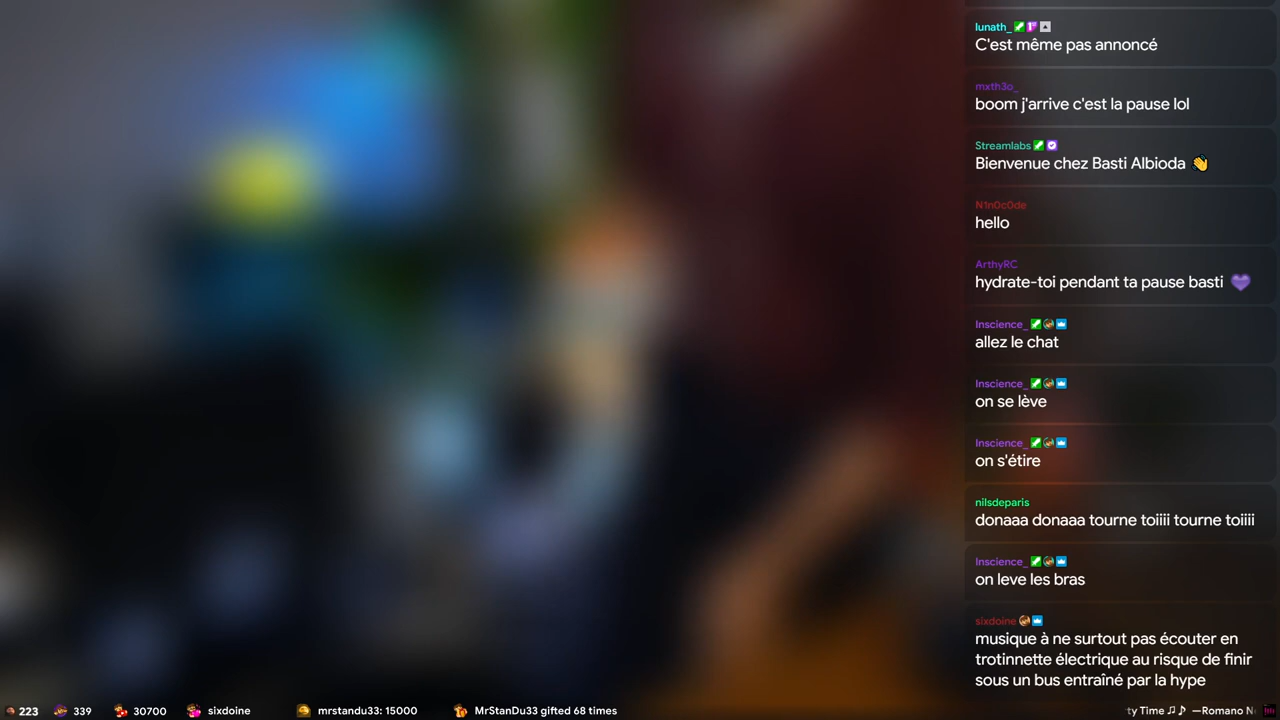 lunath_
C'est même pas annoncé
mxth3o_
boom j'arrive c'est la pause lol
Streamlabs
Bienvenue chez Basti Albioda 👋
N1n0c0de
hello
ArthyRC
hydrate-toi pendant ta pause basti 💜
Inscience_
allez le chat
Inscience_
on se lève
Inscience_
on s'étire
nilsdeparis
donaaa donaaa tourne toiiii tourne toiiii
Inscience_
on leve les bras
sixdoine
musique à ne surtout pas écouter en
trotinnette électrique au risque de finir
sous un bus entraîné par la hype
223 339 30700 sixdoine mrstandu33: 15000 MrStanDu33 gifted 68 times ty Time ♫ ♪ —Romano N